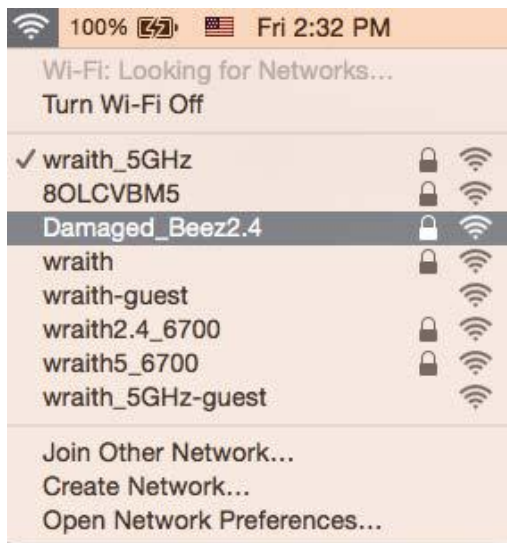 100% Fri 2:32 PM
Wi-Fi: Looking for Networks...
Turn Wi-Fi Off
wraith_5GHz
8OLCVBM5
Damaged_Beez2.4
wraith
wraith-guest
wraith2.4_6700
wraith5_6700
wraith_5GHz-guest
Join Other Network...
Create Network...
Open Network Preferences...